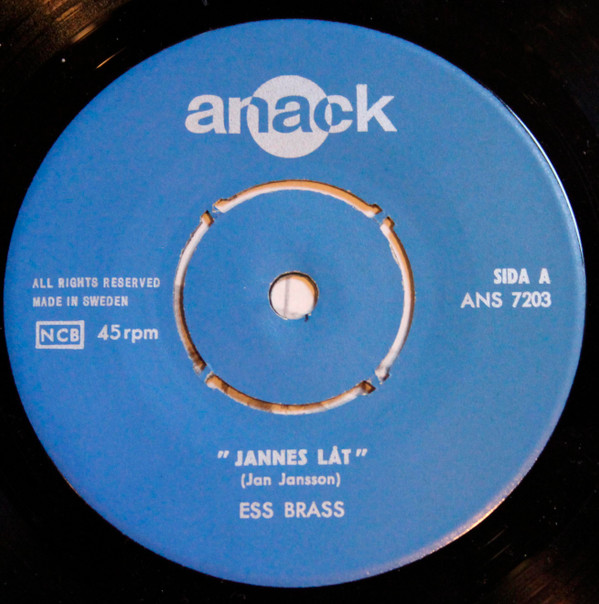 anack
ALL RIGHTS RESERVED
MADE IN SWEDEN
NCB 45rpm
SIDA A
ANS 7203
"JANNES LÅT"
(Jan Jansson)
ESS BRASS